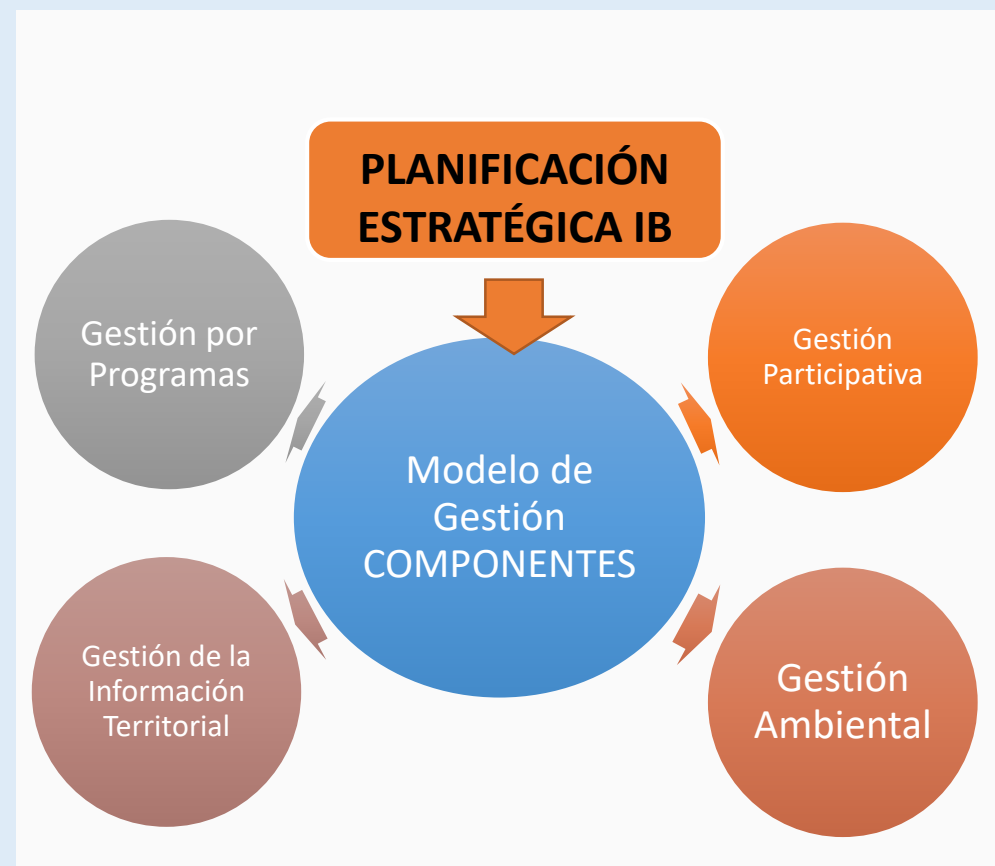 PLANIFICACIÓN
ESTRATÉGICA IB
Gestión por
Programas
Gestión
Participativa
Modelo de
Gestión
COMPONENTES
Gestión de la
Información
Territorial
Gestión
Ambiental